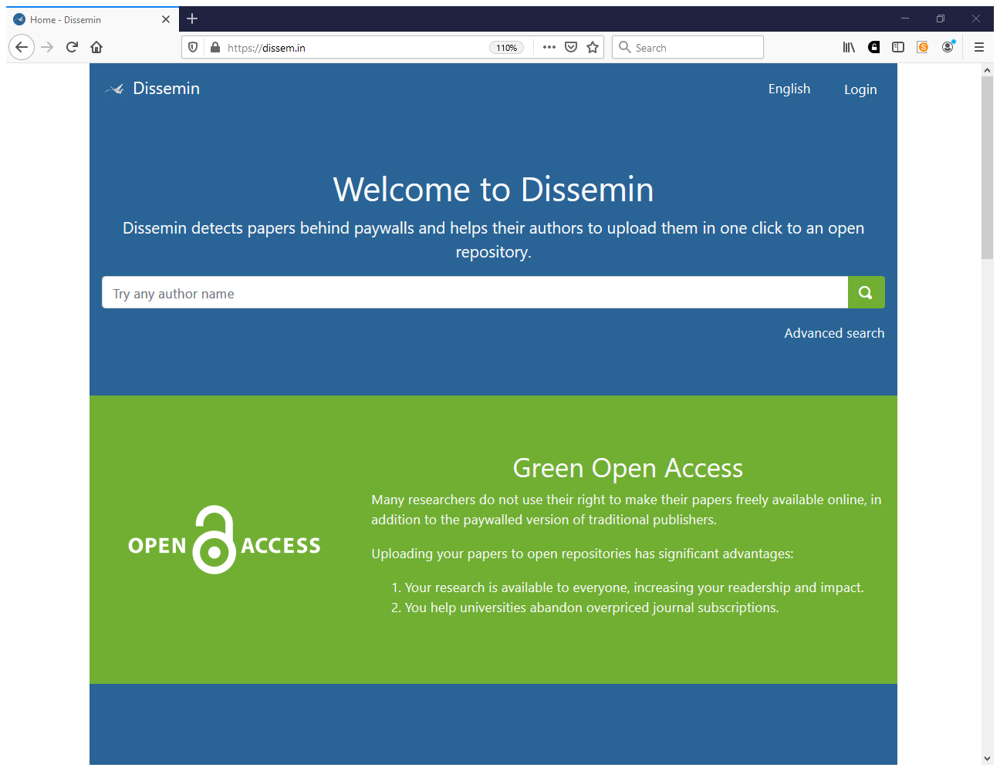 Home - Dissemin
https://dissem.in
110%
Search
Dissemin
English
Login
Welcome to Dissemin
Dissemin detects papers behind paywalls and helps their authors to upload them in one click to an open
repository.
Try any author name
Advanced search
Green Open Access
Many researchers do not use their right to make their papers freely available online, in
addition to the paywalled version of traditional publishers.
OPEN ACCESS
Uploading your papers to open repositories has significant advantages:
1. Your research is available to everyone, increasing your readership and impact.
2. You help universities abandon overpriced journal subscriptions.